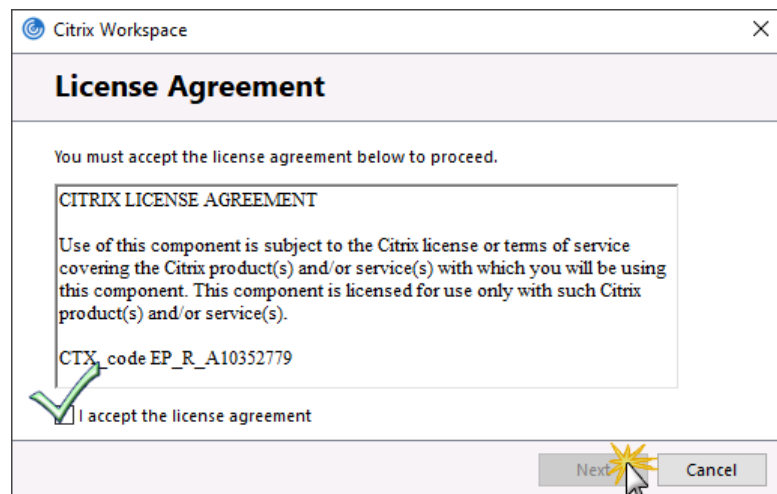 Citrix Workspace
License Agreement
You must accept the license agreement below to proceed.
CITRIX LICENSE AGREEMENT
Use of this component is subject to the Citrix license or terms of service
covering the Citrix product(s) and/or service(s) with which you will be using
this component. This component is licensed for use only with such Citrix
product(s) and/or service(s).
CTX_code EP_R_A10352779
I accept the license agreement
Next
Cancel